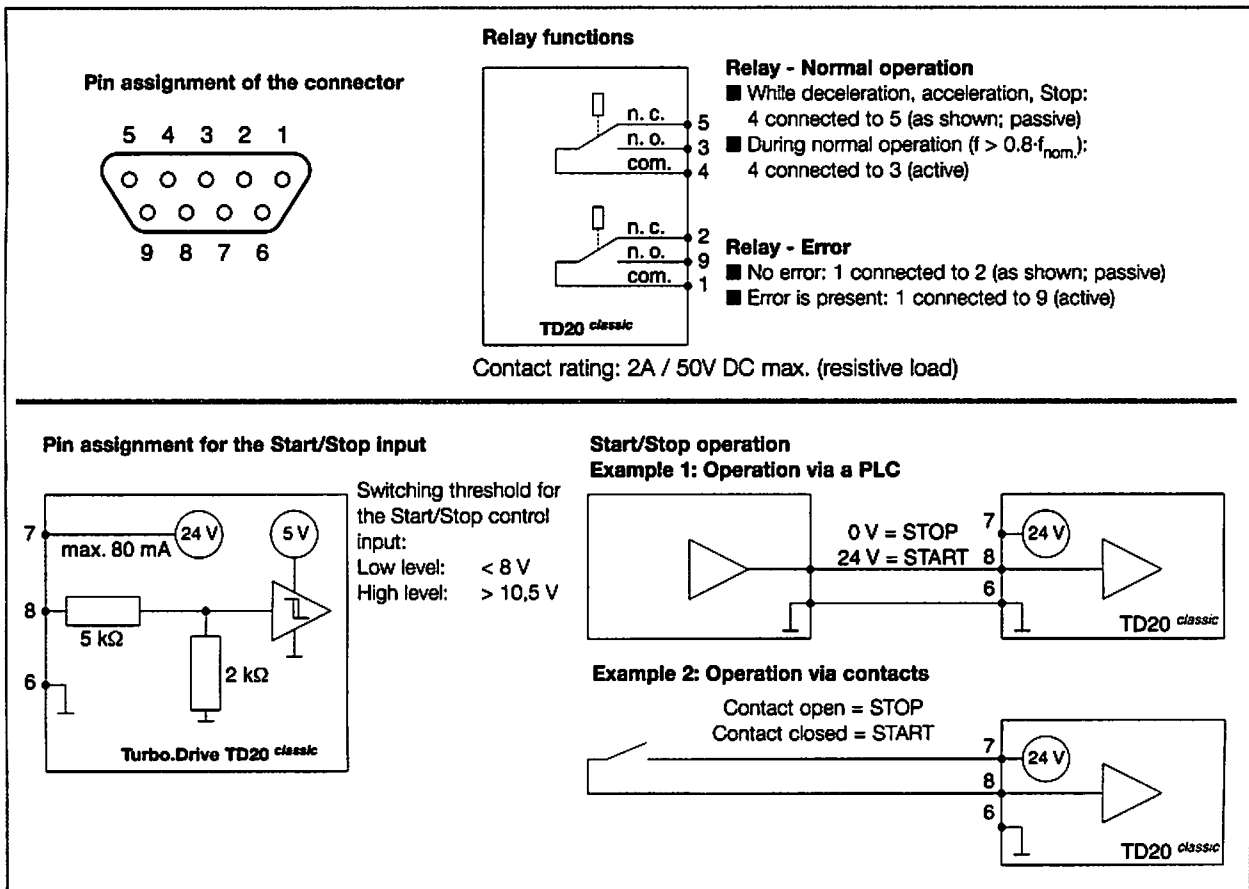 Relay functions
Pin assignment of the connector
5 4 3 2 1
9 8 7 6
n. c.
5
n. o.
3
com.
4
n. c.
2
n. o.
9
com.
1
TD20 classic
Relay - Normal operation
■ White deceleration, acceleration, Stop:
4 connected to 5 (as shown; passive)
■ During normal operation (f > 0.8·fnom.):
4 connected to 3 (active)
Relay - Error
■ No error: 1 connected to 2 (as shown; passive)
■ Error is present: 1 connected to 9 (active)
Contact rating: 2A / 50V DC max. (resistive load)
Pin assignment for the Start/Stop input
7
max. 80 mA
24 V
5 V
8
5 kΩ
2 kΩ
6
Turbo.Drive TD20 classic
Switching threshold for
the Start/Stop control
input:
Low level: < 8 V
High level: > 10,5 V
Start/Stop operation
Example 1: Operation via a PLC
0 V = STOP
24 V = START
7
24 V
8
6
TD20 classic
Example 2: Operation via contacts
Contact open = STOP
Contact closed = START
7
24 V
8
6
TD20 classic